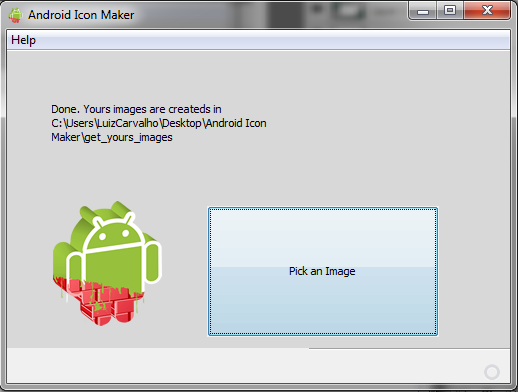 Android Icon Maker
Help
Done. Yours images are createds in
C:\Users\LuizCarvalho\Desktop\Android Icon
Maker\get_yours_images
Pick an Image